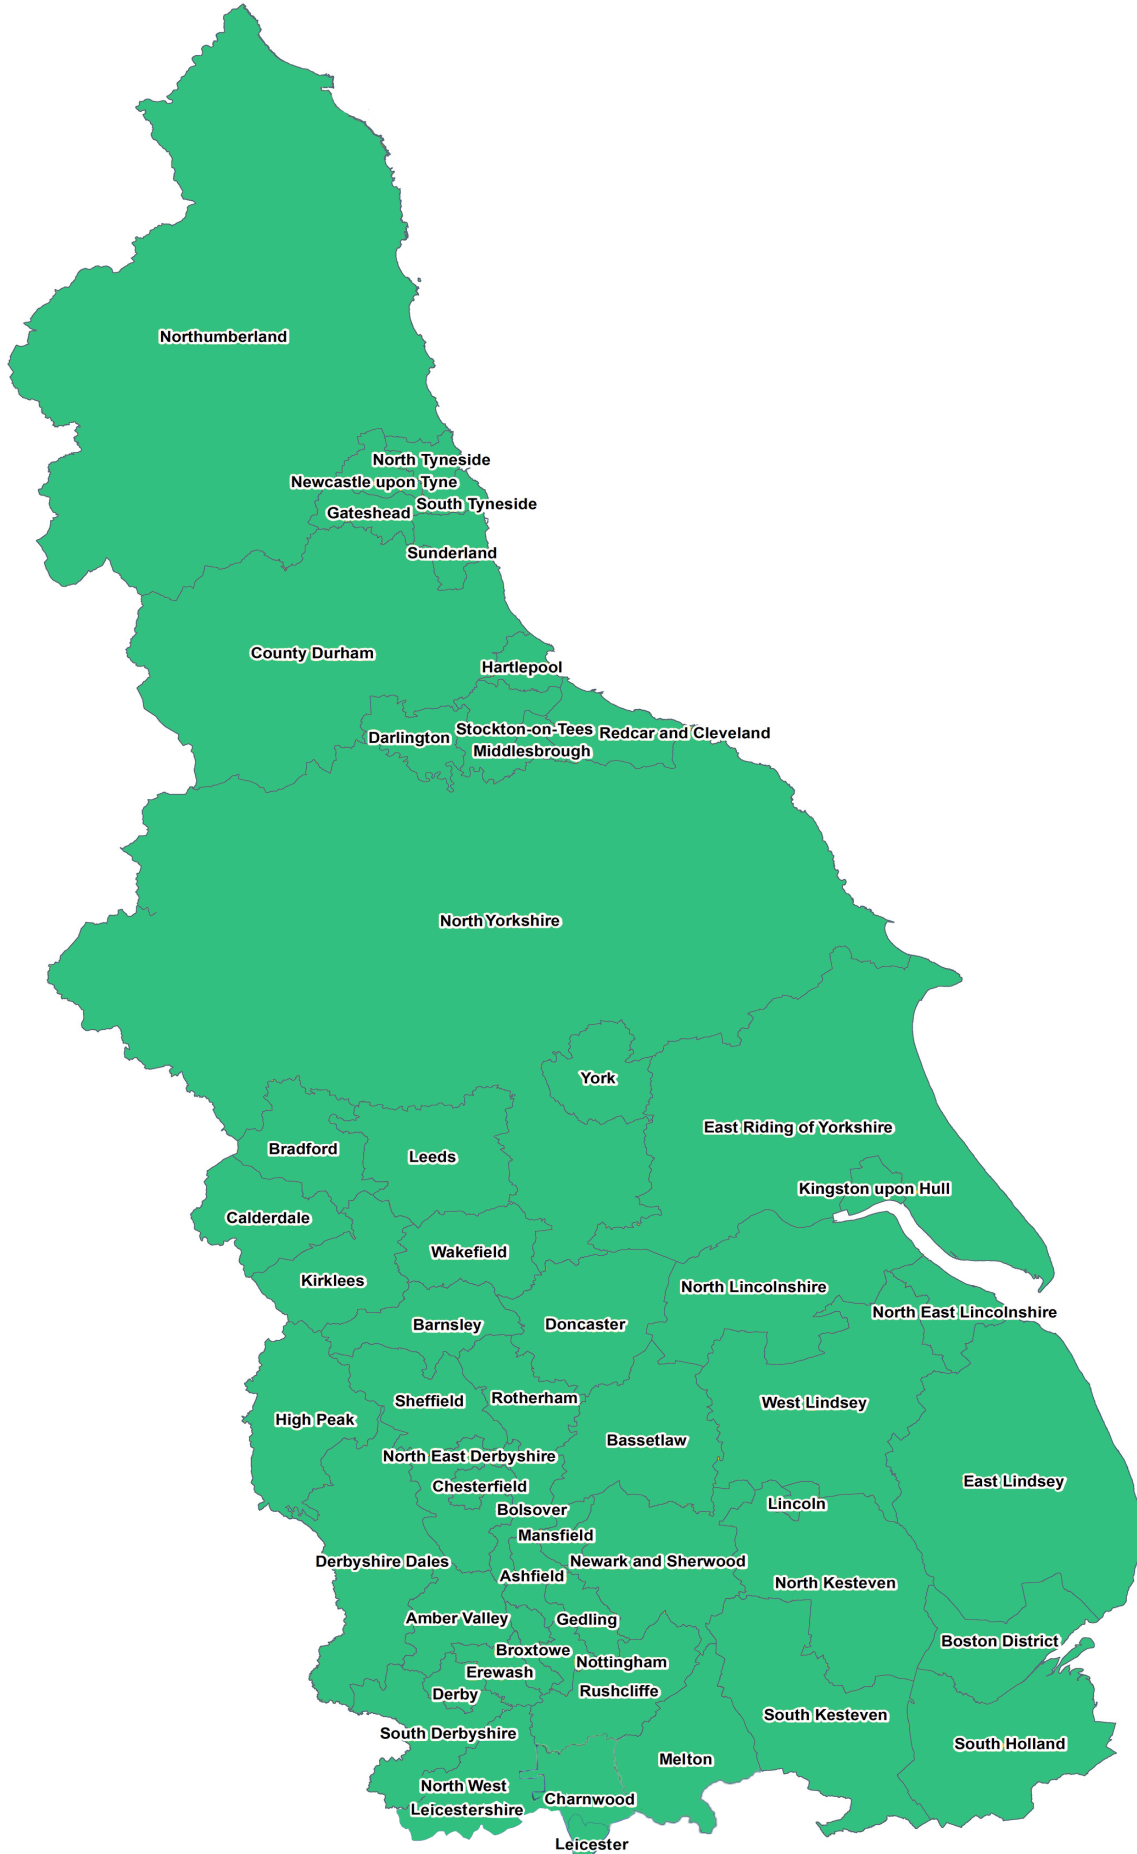 Northumberland
North Tyneside
Newcastle upon Tyne
South Tyneside
Gateshead
Sunderland
County Durham
Hartlepool
Stockton-on-Tees
Redcar and Cleveland
Darlington
Middlesbrough
North Yorkshire
York
East Riding of Yorkshire
Bradford
Leeds
Kingston upon Hull
Calderdale
Wakefield
Kirklees
North Lincolnshire
North East Lincolnshire
Barnsley
Doncaster
Rotherham
Sheffield
West Lindsey
High Peak
Bassetlaw
North East Derbyshire
East Lindsey
Chesterfield
Lincoln
Bolsover
Mansfield
Derbyshire Dales
Newark and Sherwood
Ashfield
North Kesteven
Amber Valley
Gedling
Boston District
Broxtowe
Nottingham
Erewash
Rushcliffe
Derby
South Kesteven
South Derbyshire
South Holland
Melton
North West
Leicestershire
Charnwood
Leicester